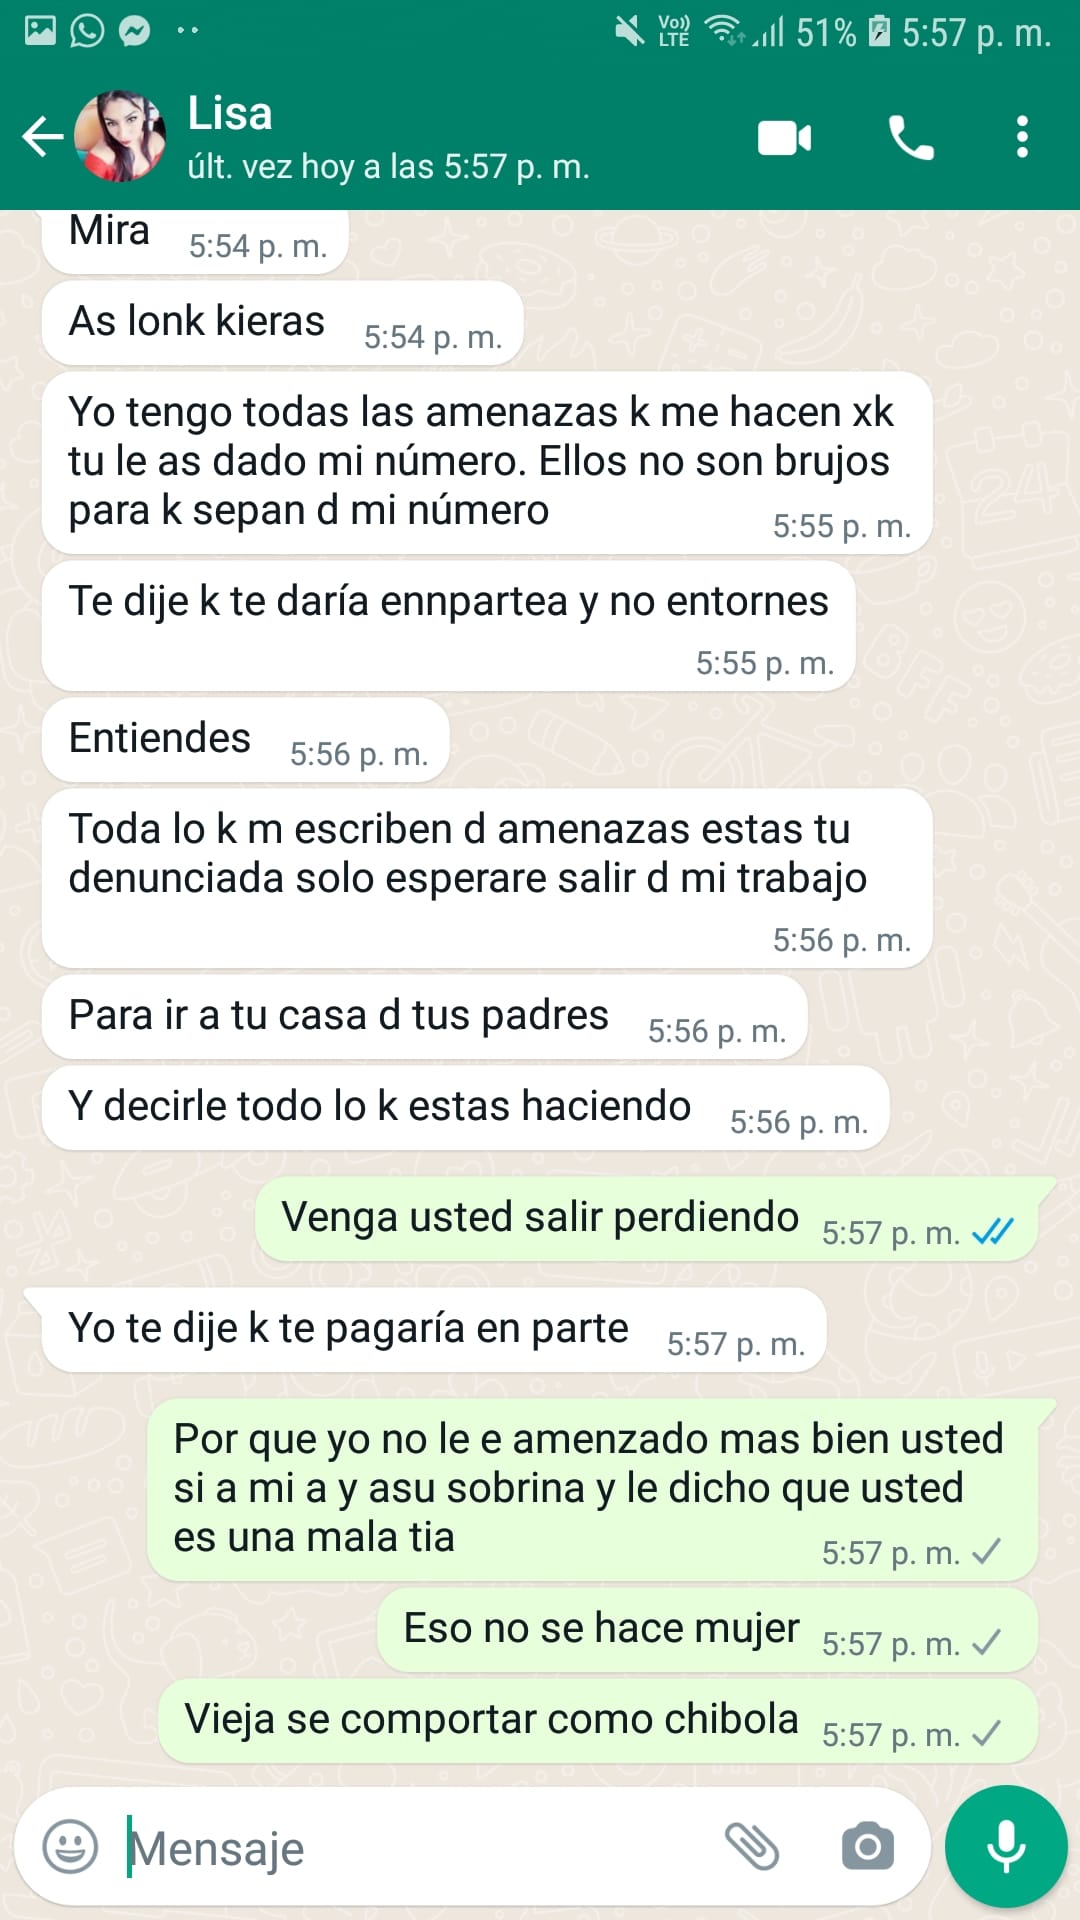 Vo)) LTE 51% 5:57 p. m.
Lisa
últ. vez hoy a las 5:57 p. m.
Mira 5:54 p. m.
As lonk kieras 5:54 p. m.
Yo tengo todas las amenazas k me hacen xk
tu le as dado mi número. Ellos no son brujos
para k sepan d mi número 5:55 p. m.
Te dije k te daría ennpartea y no entornes
5:55 p. m.
Entiendes 5:56 p. m.
Toda lo k m escriben d amenazas estas tu
denunciada solo esperare salir d mi trabajo
5:56 p. m.
Para ir a tu casa d tus padres 5:56 p. m.
Y decirle todo lo k estas haciendo 5:56 p. m.
Venga usted salir perdiendo 5:57 p. m.
Yo te dije k te pagaría en parte 5:57 p. m.
Por que yo no le e amenzado mas bien usted
si a mi a y asu sobrina y le dicho que usted
es una mala tia 5:57 p. m.
Eso no se hace mujer 5:57 p. m.
Vieja se comportar como chibola 5:57 p. m.
Mensaje